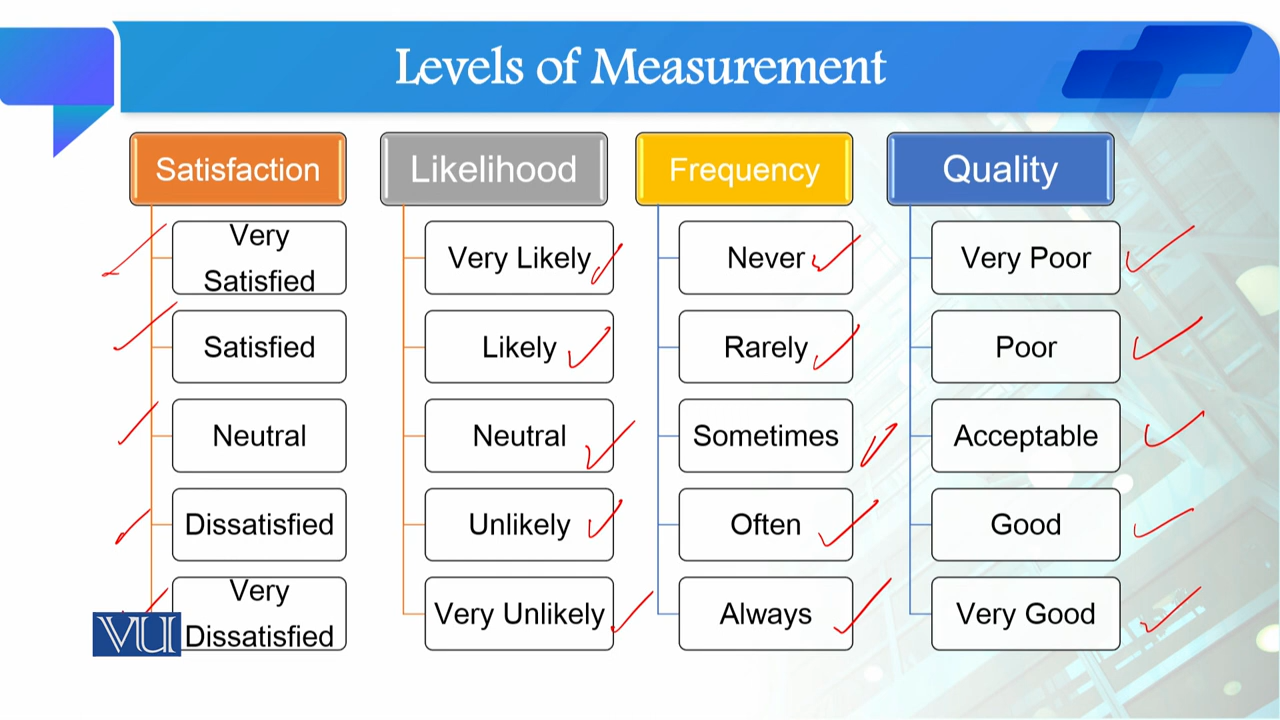 Levels of Measurement
Satisfaction
Very
Satisfied
Satisfied
Neutral
Dissatisfied
Very
Dissatisfied
Likelihood
Very Likely
Likely
Neutral
Unlikely
Very Unlikely
Frequency
Never
Rarely
Sometimes
Often
Always
Quality
Very Poor
Poor
Acceptable
Good
Very Good
VU